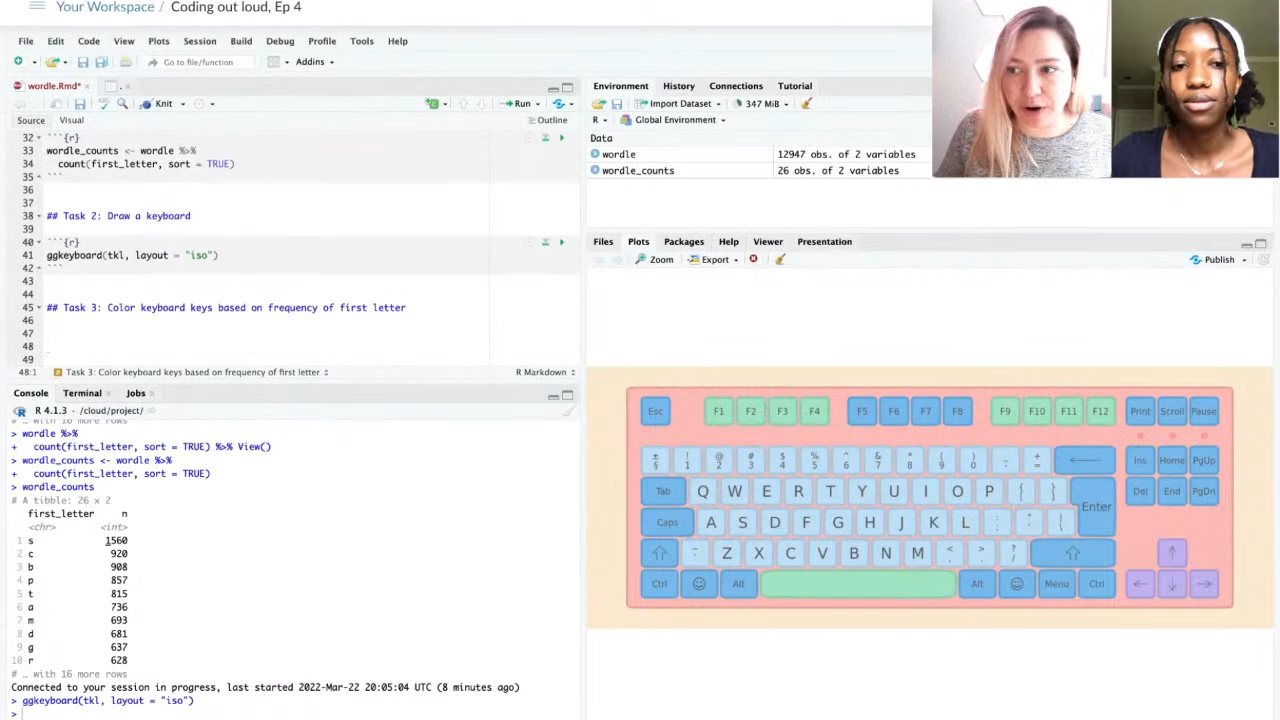 Your Workspace / Coding out loud, Ep 4
File Edit Code View Plots Session Build Debug Profile Tools Help
Go to file/function Addins
wordle.Rmd*
Knit Run
Source Visual Outline
32 ```{r}
33 wordle_counts <- wordle %>%
34 count(first_letter, sort = TRUE)
35 ```
36
37
38 ## Task 2: Draw a keyboard
39
40 ```{r}
41 ggkeyboard(tkl, layout = "iso")
42 ```
43
44
45 ## Task 3: Color keyboard keys based on frequency of first letter
46
47
48
49
48:1 Task 3: Color keyboard keys based on frequency of first letter R Markdown
Console Terminal Jobs
R 4.1.3 · /cloud/project/
# … with 16 more rows
> wordle %>%
+ count(first_letter, sort = TRUE) %>% View()
> wordle_counts <- wordle %>%
+ count(first_letter, sort = TRUE)
> wordle_counts
# A tibble: 26 × 2
first_letter n
<chr> <int>
1 s 1560
2 c 920
3 b 908
4 p 857
5 t 815
6 a 736
7 m 693
8 d 681
9 g 637
10 r 628
# … with 16 more rows
Connected to your session in progress, last started 2022-Mar-22 20:05:04 UTC (8 minutes ago)
> ggkeyboard(tkl, layout = "iso")
>
Environment History Connections Tutorial
Import Dataset 347 MiB
R Global Environment
Data
wordle 12947 obs. of 2 variables
wordle_counts 26 obs. of 2 variables
Files Plots Packages Help Viewer Presentation
Zoom Export Publish
Esc F1 F2 F3 F4 F5 F6 F7 F8 F9 F10 F11 F12 Print Scroll Pause
± ! @ # $ % ^ & * ( ) - + ← Ins Home PgUp
§ 1 2 3 4 5 6 7 8 9 0 =
Tab Q W E R T Y U I O P { } Enter Del End PgDn
Caps A S D F G H J K L
⇧ Z X C V B N M < > ? ⇧ ↑
/
Ctrl ☺ Alt Alt ☺ Menu Ctrl ← ↓ →